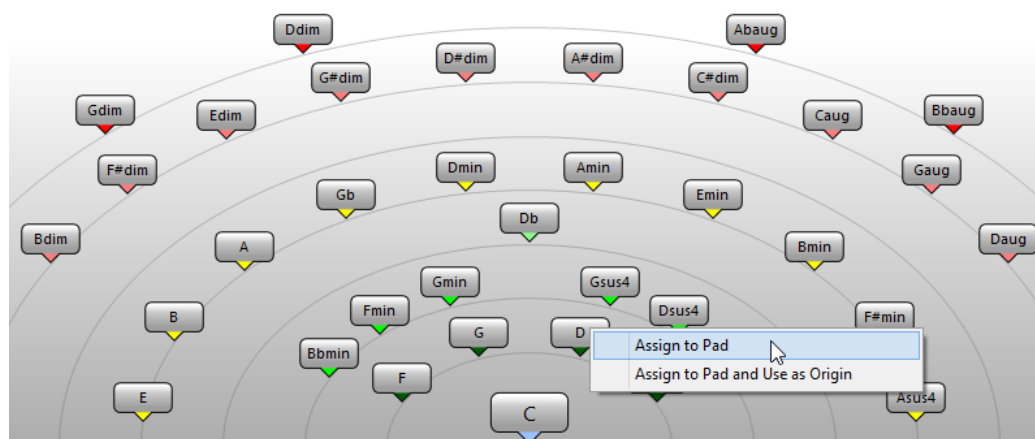 Ddim
Abaug
D#dim
A#dim
G#dim
C#dim
Gdim
Edim
Caug
Bbaug
F#dim
Dmin
Amin
Gaug
Gb
Emin
Db
Bdim
A
Bmin
Daug
Gmin
Gsus4
Fmin
Dsus4
B
F#min
G
D
Assign to Pad
Bbmin
F
Assign to Pad and Use as Origin
E
C
Asus4